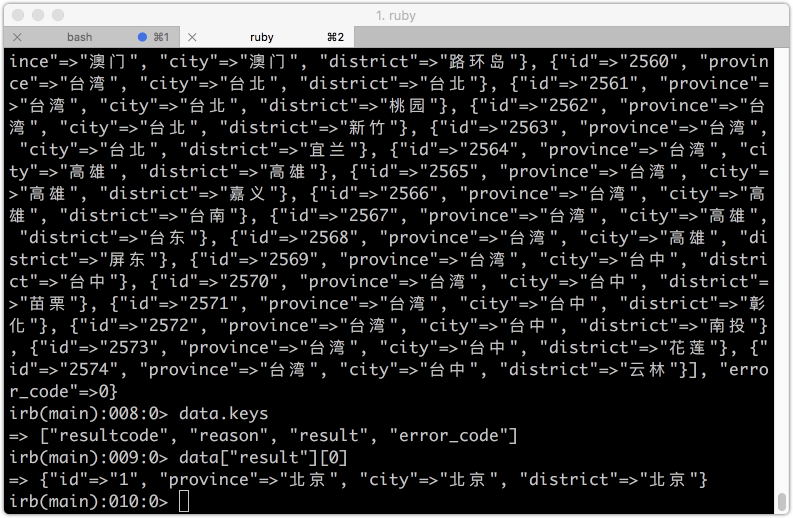 1. ruby
bash ⌘1 ruby ⌘2
ince"=>"澳门", "city"=>"澳门", "district"=>"路环岛"}, {"id"=>"2560", "provin
ce"=>"台湾", "city"=>"台北", "district"=>"台北"}, {"id"=>"2561", "province"=
>"台湾", "city"=>"台北", "district"=>"桃园"}, {"id"=>"2562", "province"=>"台
湾", "city"=>"台北", "district"=>"新竹"}, {"id"=>"2563", "province"=>"台湾",
 "city"=>"台北", "district"=>"宜兰"}, {"id"=>"2564", "province"=>"台湾", "ci
ty"=>"高雄", "district"=>"高雄"}, {"id"=>"2565", "province"=>"台湾", "city"=
>"高雄", "district"=>"嘉义"}, {"id"=>"2566", "province"=>"台湾", "city"=>"高
雄", "district"=>"台南"}, {"id"=>"2567", "province"=>"台湾", "city"=>"高雄",
 "district"=>"台东"}, {"id"=>"2568", "province"=>"台湾", "city"=>"高雄", "di
strict"=>"屏东"}, {"id"=>"2569", "province"=>"台湾", "city"=>"台中", "distri
ct"=>"台中"}, {"id"=>"2570", "province"=>"台湾", "city"=>"台中", "district"=
>"苗栗"}, {"id"=>"2571", "province"=>"台湾", "city"=>"台中", "district"=>"彰
化"}, {"id"=>"2572", "province"=>"台湾", "city"=>"台中", "district"=>"南投"}
, {"id"=>"2573", "province"=>"台湾", "city"=>"台中", "district"=>"花莲"}, {"
id"=>"2574", "province"=>"台湾", "city"=>"台中", "district"=>"云林"}], "erro
r_code"=>0}
irb(main):008:0> data.keys
=> ["resultcode", "reason", "result", "error_code"]
irb(main):009:0> data["result"][0]
=> {"id"=>"1", "province"=>"北京", "city"=>"北京", "district"=>"北京"}
irb(main):010:0>